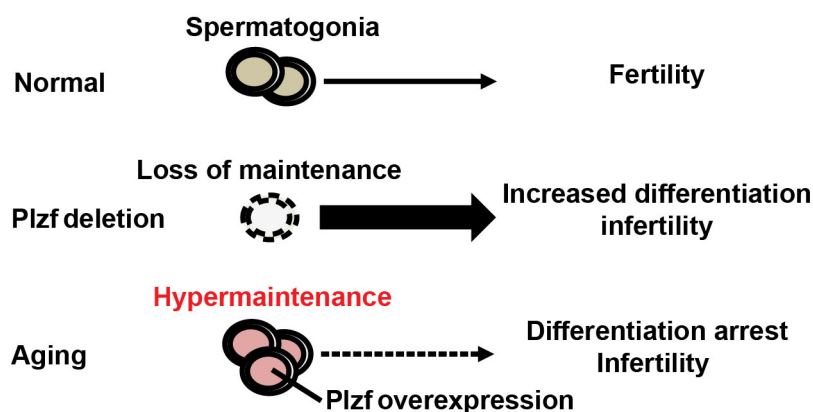 Spermatogonia
Normal
Fertility
Loss of maintenance
Plzf deletion
Increased differentiation
infertility
Hypermaintenance
Aging
Differentiation arrest
Infertility
Plzf overexpression